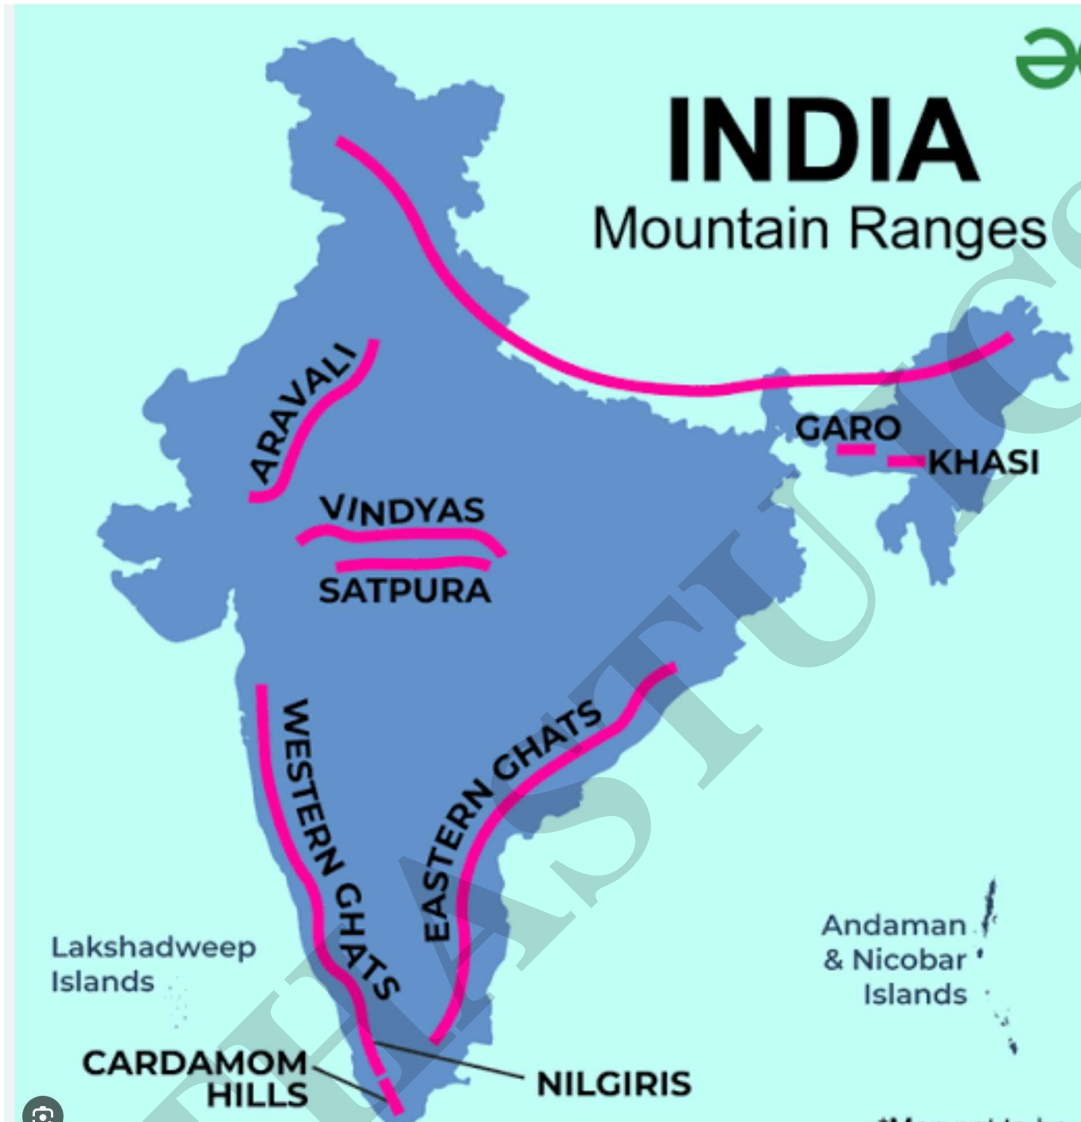 INDIA
Mountain Ranges
ARAVALI
GARO
KHASI
VINDYAS
SATPURA
WESTERN GHATS
EASTERN GHATS
Lakshadweep
Islands
Andaman
& Nicobar
Islands
CARDAMOM
HILLS
NILGIRIS